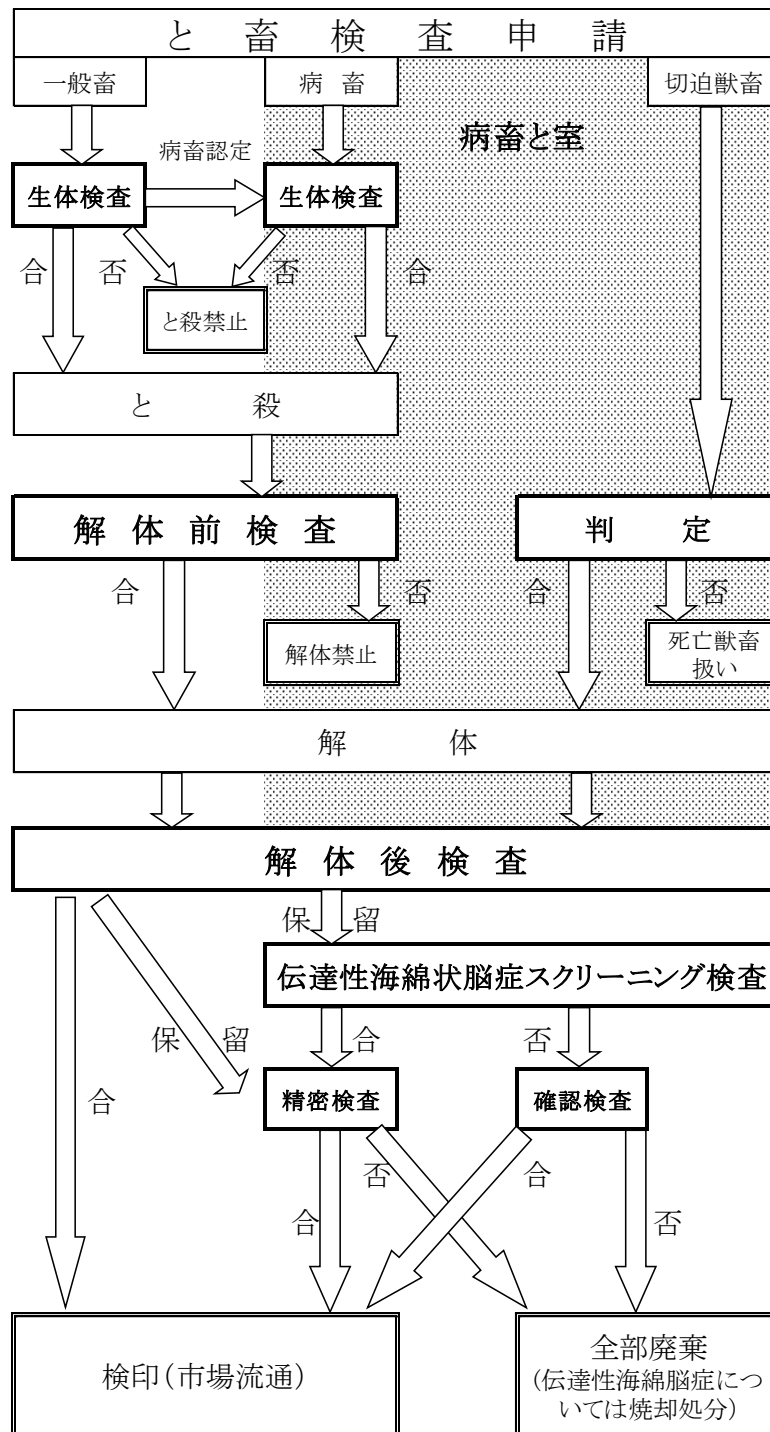 と畜検査申請
一般畜
病畜
切迫獣畜
病畜と室
病畜認定
生体検査
生体検査
合
否
否
合
と殺禁止
と殺
解体前検査
判定
合
否
合
否
解体禁止
死亡獣畜
扱い
解体
解体後検査
保留
伝達性海綿状脳症スクリーニング検査
保留
合
否
合
精密検査
確認検査
否
合
合
否
検印(市場流通)
全部廃棄
(伝達性海綿脳症につ
いては焼却処分)